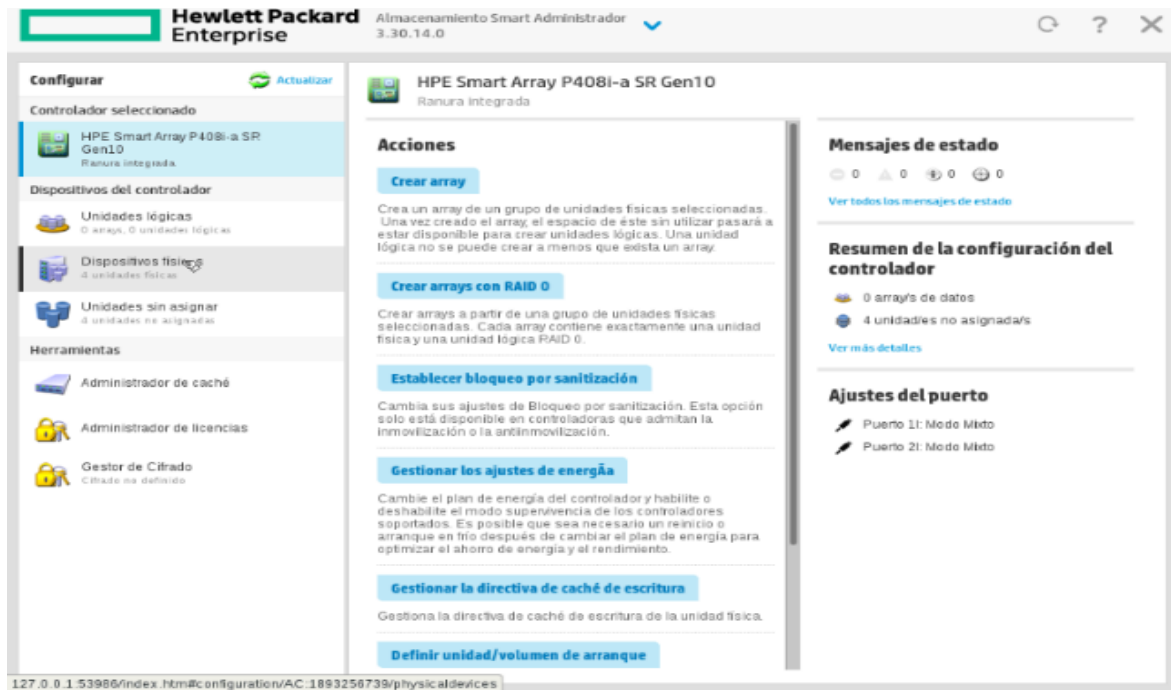 Hewlett Packard
Enterprise
Almacenamiento Smart Administrador
3.30.14.0
?
Configurar
Actualizar
Controlador seleccionado
HPE Smart Array P408i-a SR
Gen10
Ranura integrada
Dispositivos del controlador
Unidades lógicas
0 arrays, 0 unidades lógicas
Dispositivos físicos
4 unidades físicas
Unidades sin asignar
4 unidades no asignadas
Herramientas
Administrador de caché
Administrador de licencias
Gestor de Cifrado
Cifrado no definido
HPE Smart Array P408i-a SR Gen10
Ranura integrada
Acciones
Crear array
Crea un array de un grupo de unidades físicas seleccionadas.
Una vez creado el array, el espacio de éste sin utilizar pasará a
estar disponible para crear unidades lógicas. Una unidad
lógica no se puede crear a menos que exista un array.
Crear arrays con RAID 0
Crear arrays a partir de una grupo de unidades físicas
seleccionadas. Cada array contiene exactamente una unidad
física y una unidad lógica RAID 0.
Establecer bloqueo por sanitización
Cambia sus ajustes de Bloqueo por sanitización. Esta opción
solo está disponible en controladoras que admitan la
inmovilización o la antiinmovilización.
Gestionar los ajustes de energÃa
Cambie el plan de energía del controlador y habilite o
deshabilite el modo supervivencia de los controladores
soportados. Es posible que sea necesario un reinicio o
arranque en frío después de cambiar el plan de energía para
optimizar el ahorro de energía y el rendimiento.
Gestionar la directiva de caché de escritura
Gestiona la directiva de caché de escritura de la unidad física.
Definir unidad/volumen de arranque
Mensajes de estado
0 0 0 0
Ver todos los mensajes de estado
Resumen de la configuración del
controlador
0 array/s de datos
4 unidad/es no asignada/s
Ver más detalles
Ajustes del puerto
Puerto 1I: Modo Mixto
Puerto 2I: Modo Mixto
127.0.0.1:53986/index.htm#configuration/AC:1893256739/physicaldevices